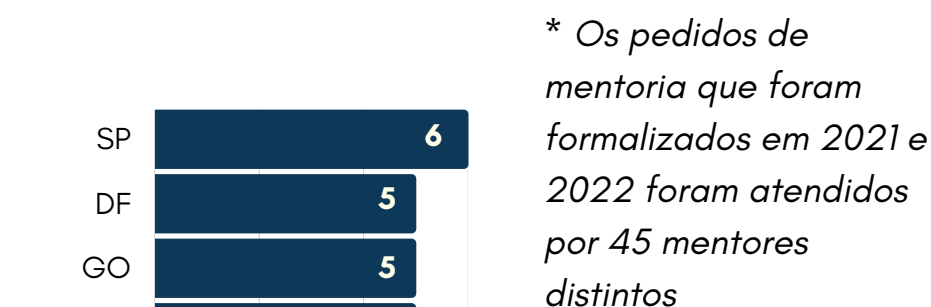 SP 6
DF 5
GO 5
* Os pedidos de
mentoria que foram
formalizados em 2021 e
2022 foram atendidos
por 45 mentores
distintos